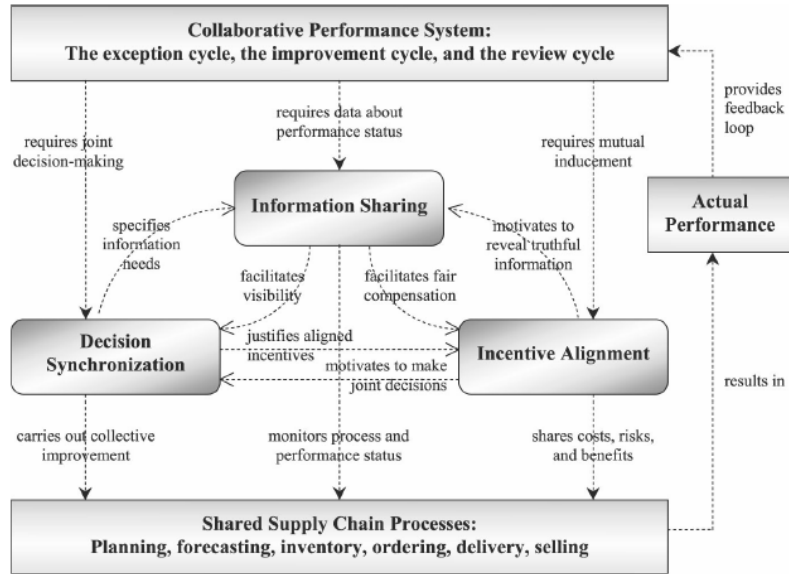 Collaborative Performance System:
The exception cycle, the improvement cycle, and the review cycle
requires joint
decision-making
requires data about
performance status
requires mutual
inducement
provides
feedback
loop
Information Sharing
Actual
Performance
specifies
information
needs
motivates to
reveal truthful
information
facilitates
visibility
facilitates fair
compensation
Decision
Synchronization
justifies aligned
incentives
motivates to make
joint decisions
Incentive Alignment
results in
carries out collective
improvement
monitors process and
performance status
shares costs, risks,
and benefits
Shared Supply Chain Processes:
Planning, forecasting, inventory, ordering, delivery, selling